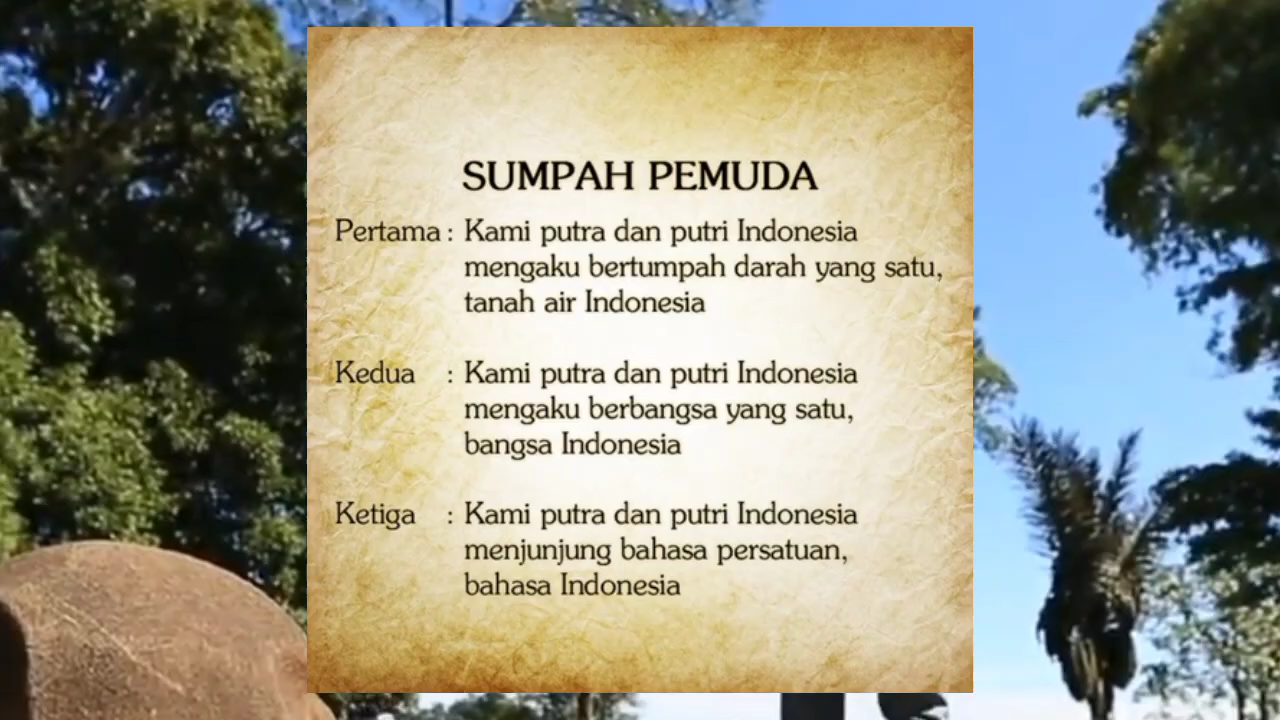 SUMPAH PEMUDA
Pertama : Kami putra dan putri Indonesia
mengaku bertumpah darah yang satu,
tanah air Indonesia
Kedua : Kami putra dan putri Indonesia
mengaku berbangsa yang satu,
bangsa Indonesia
Ketiga : Kami putra dan putri Indonesia
menjunjung bahasa persatuan,
bahasa Indonesia